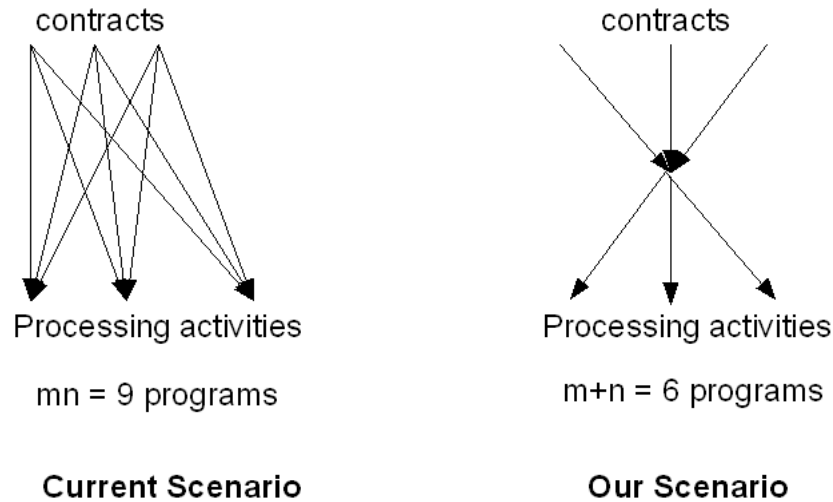 contracts
Processing activities
mn = 9 programs
Current Scenario
contracts
Processing activities
m+n = 6 programs
Our Scenario